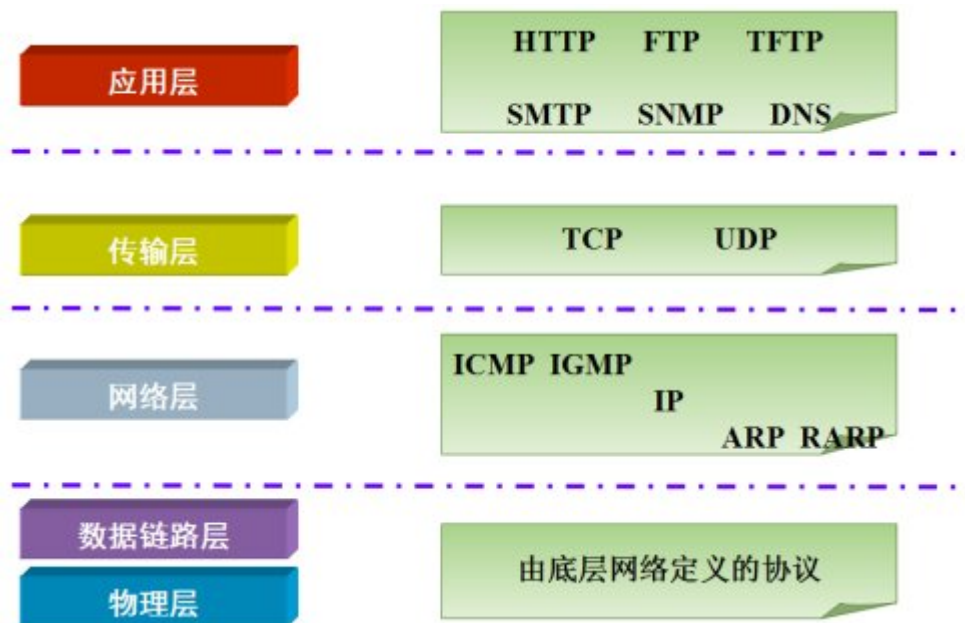 应用层
HTTP FTP TFTP
SMTP SNMP DNS
传输层
TCP UDP
网络层
ICMP IGMP
IP
ARP RARP
数据链路层
物理层
由底层网络定义的协议